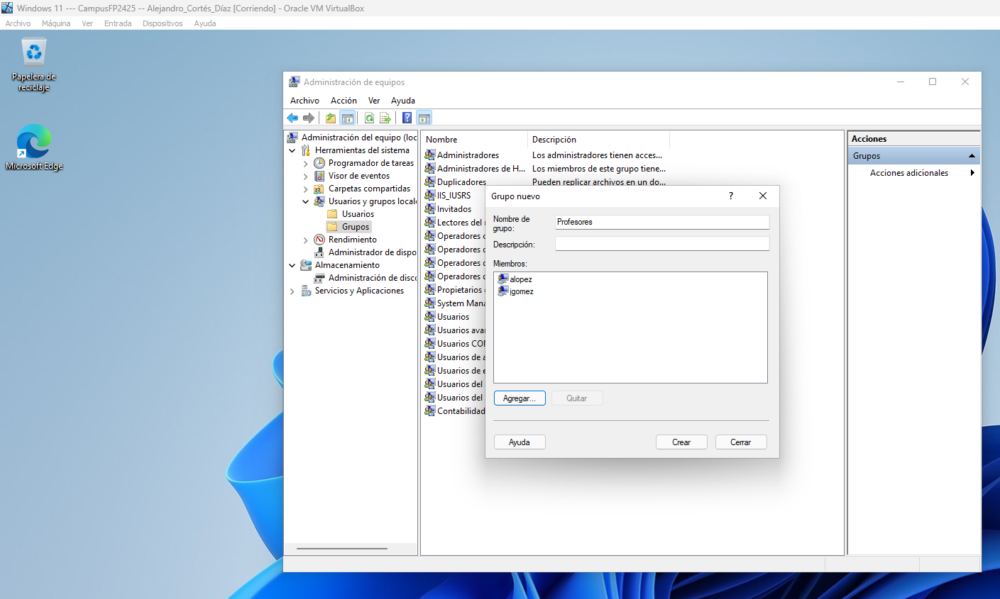 Windows 11 --- CampusFP2425 -- Alejandro_Cortés_Díaz [Corriendo] - Oracle VM VirtualBox
Archivo Máquina Ver Entrada Dispositivos Ayuda
Papelera de
reciclaje
Microsoft Edge
Administración de equipos
Archivo Acción Ver Ayuda
Administración del equipo (loc
Herramientas del sistema
Programador de tareas
Visor de eventos
Carpetas compartidas
Usuarios y grupos local
Usuarios
Grupos
Rendimiento
Administrador de dispo
Almacenamiento
Administración de disco
Servicios y Aplicaciones
Nombre Descripción
Administradores Los administradores tienen acces...
Administradores de H... Los miembros de este grupo tiene...
Duplicadores Pueden replicar archivos en un do...
IIS_IUSRS
Invitados
Lectores del r
Operadores c
Operadores c
Operadores c
Operadores c
Propietarios
System Mana
Usuarios
Usuarios avan
Usuarios COM
Usuarios de a
Usuarios de e
Usuarios del
Usuarios del
Contabilidad
Grupo nuevo ?
Nombre de
grupo:
Profesores
Descripción:
Miembros:
alopez
jgomez
Agregar... Quitar
Ayuda Crear Cerrar
Acciones
Grupos
Acciones adicionales